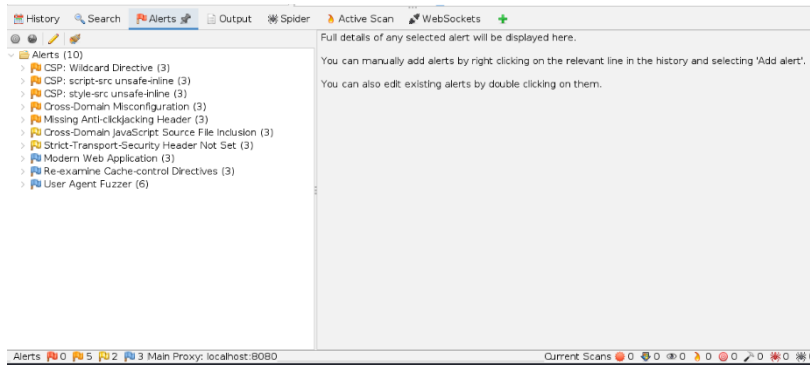 History Search Alerts Output Spider Active Scan WebSockets
Full details of any selected alert will be displayed here.
You can manually add alerts by right clicking on the relevant line in the history and selecting 'Add alert'.
You can also edit existing alerts by double clicking on them.
Alerts (10)
CSP: Wildcard Directive (3)
CSP: script-src unsafe-inline (3)
CSP: style-src unsafe-inline (3)
Cross-Domain Misconfiguration (3)
Missing Anti-clickjacking Header (3)
Cross-Domain JavaScript Source File Inclusion (3)
Strict-Transport-Security Header Not Set (3)
Modern Web Application (3)
Re-examine Cache-control Directives (3)
User Agent Fuzzer (6)
Alerts 0 5 2 3 Main Proxy: localhost:8080 Current Scans 0 0 0 0 0 0 0